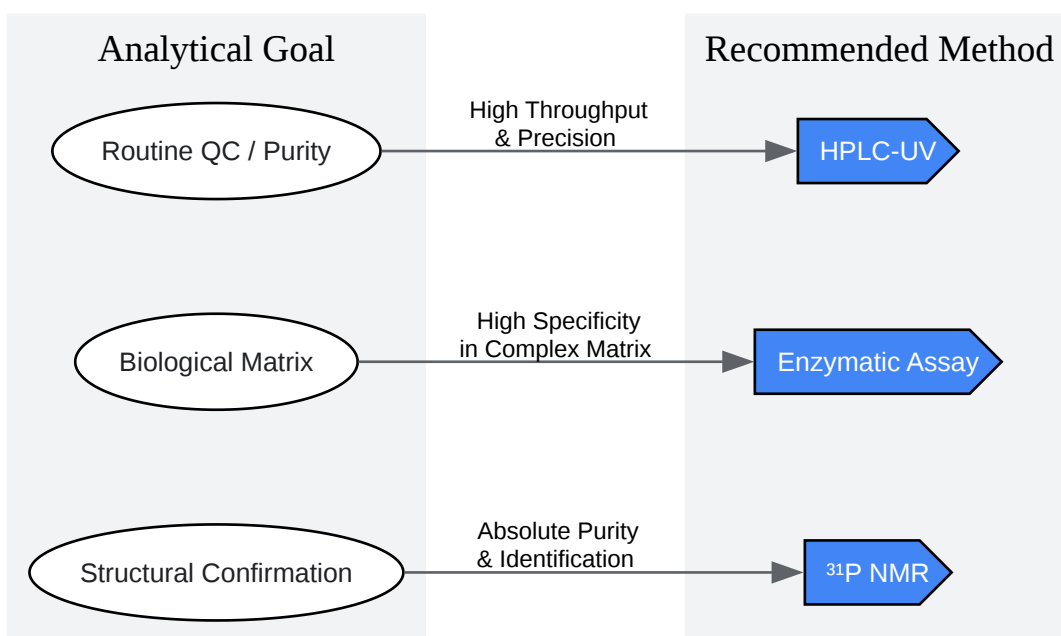 Analytical Goal
Recommended Method
Routine QC / Purity
High Throughput
& Precision
HPLC-UV
Biological Matrix
High Specificity
in Complex Matrix
Enzymatic Assay
Structural Confirmation
Absolute Purity
& Identification
³¹P NMR